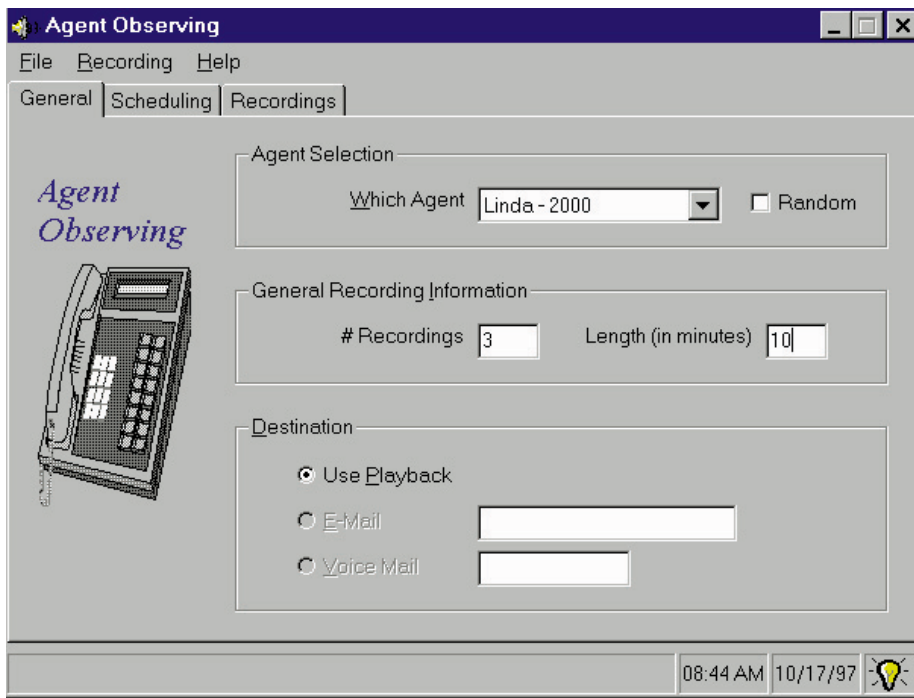 Agent Observing
File Recording Help
General Scheduling Recordings
Agent Observing
Agent Selection
Which Agent Linda - 2000 Random
General Recording Information
# Recordings 3 Length (in minutes) 10
Destination
Use Playback
E-Mail
Voice Mail
08:44 AM 10/17/97